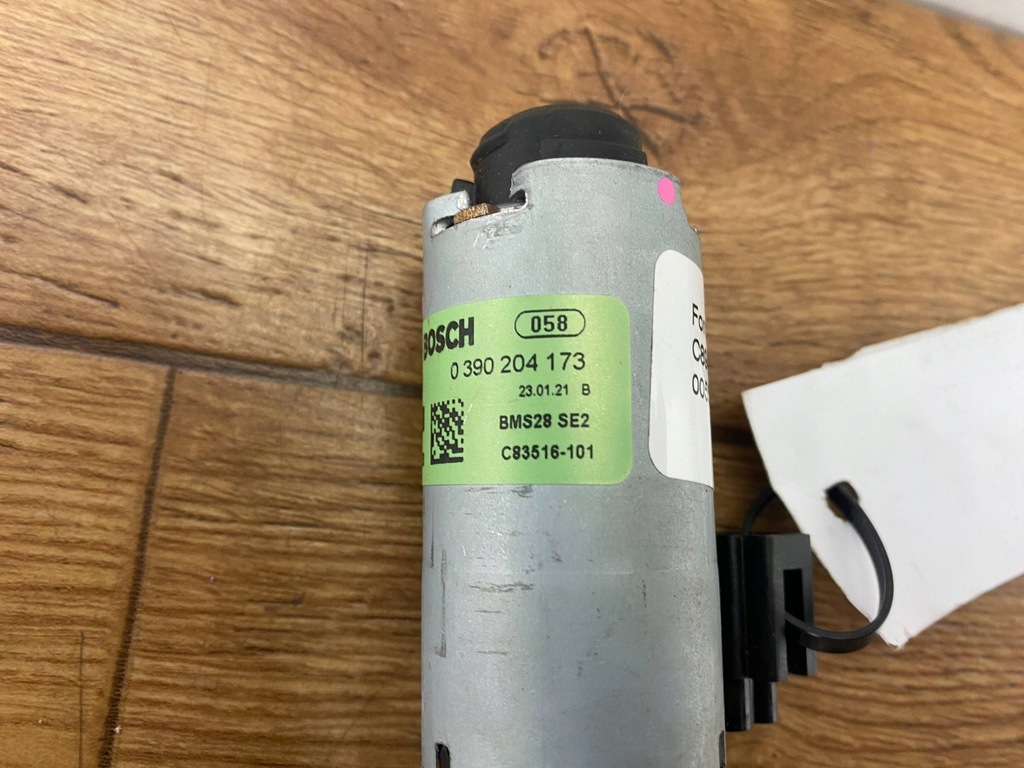 BOSCH 058
0 390 204 173
23.01.21 B
BMS28 SE2
C83516-101